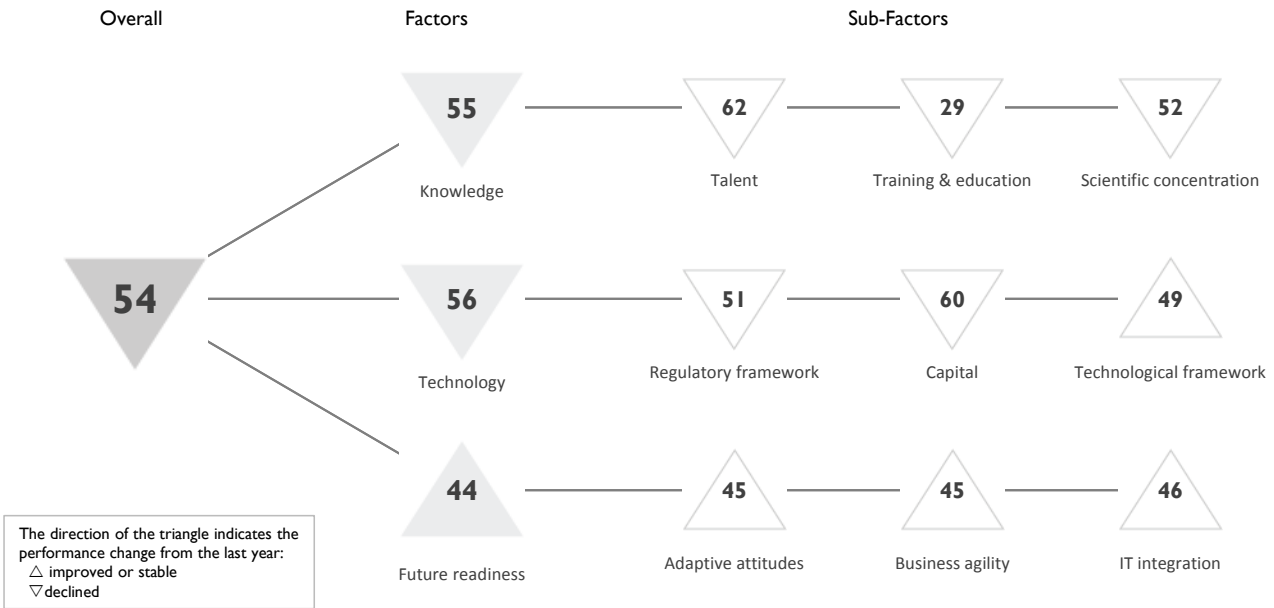 Overall Factors Sub-Factors
55 62 29 52
Knowledge Talent Training & education Scientific concentration
54 56 51 60 49
Technology Regulatory framework Capital Technological framework
44 45 45 46
Future readiness Adaptive attitudes Business agility IT integration
The direction of the triangle indicates the
performance change from the last year:
△ improved or stable
▽ declined